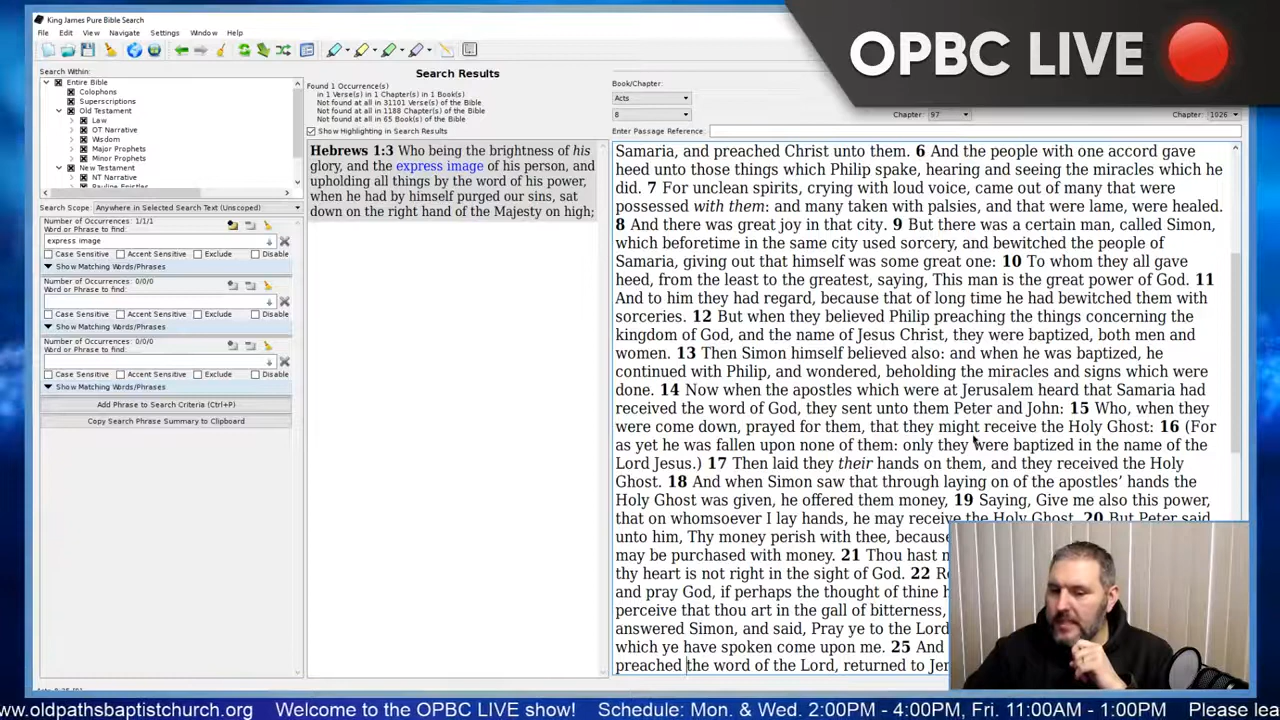 King James Pure Bible Search
OPBC LIVE
File Edit View Navigate Settings Window Help
Search Within:
Entire Bible
Colophons
Superscriptions
Old Testament
Law
OT Narrative
Wisdom
Major Prophets
Minor Prophets
New Testament
NT Narrative
Pauline Epistles
Search Scope: Anywhere in Selected Search Text (Unscoped)
Number of Occurrences: 1/1/1
Word or Phrase to find:
express image
Case Sensitive Accent Sensitive Exclude Disable
Show Matching Words/Phrases
Number of Occurrences: 0/0/0
Word or Phrase to find:
Case Sensitive Accent Sensitive Exclude Disable
Show Matching Words/Phrases
Number of Occurrences: 0/0/0
Word or Phrase to find:
Case Sensitive Accent Sensitive Exclude Disable
Show Matching Words/Phrases
Add Phrase to Search Criteria (Ctrl+P)
Copy Search Phrase Summary to Clipboard
Search Results
Found 1 Occurrence(s)
in 1 Verse(s) in 1 Chapter(s) in 1 Book(s)
Not found at all in 31101 Verse(s) of the Bible
Not found at all in 1188 Chapter(s) of the Bible
Not found at all in 65 Book(s) of the Bible
Show Highlighting in Search Results
Hebrews 1:3 Who being the brightness of his
glory, and the express image of his person, and
upholding all things by the word of his power,
when he had by himself purged our sins, sat
down on the right hand of the Majesty on high;
Book/Chapter:
Acts
8 Chapter: 97 Chapter: 1026
Enter Passage Reference:
Samaria, and preached Christ unto them. 6 And the people with one accord gave
heed unto those things which Philip spake, hearing and seeing the miracles which he
did. 7 For unclean spirits, crying with loud voice, came out of many that were
possessed with them: and many taken with palsies, and that were lame, were healed.
8 And there was great joy in that city. 9 But there was a certain man, called Simon,
which beforetime in the same city used sorcery, and bewitched the people of
Samaria, giving out that himself was some great one: 10 To whom they all gave
heed, from the least to the greatest, saying, This man is the great power of God. 11
And to him they had regard, because that of long time he had bewitched them with
sorceries. 12 But when they believed Philip preaching the things concerning the
kingdom of God, and the name of Jesus Christ, they were baptized, both men and
women. 13 Then Simon himself believed also: and when he was baptized, he
continued with Philip, and wondered, beholding the miracles and signs which were
done. 14 Now when the apostles which were at Jerusalem heard that Samaria had
received the word of God, they sent unto them Peter and John: 15 Who, when they
were come down, prayed for them, that they might receive the Holy Ghost: 16 (For
as yet he was fallen upon none of them: only they were baptized in the name of the
Lord Jesus.) 17 Then laid they their hands on them, and they received the Holy
Ghost. 18 And when Simon saw that through laying on of the apostles' hands the
Holy Ghost was given, he offered them money, 19 Saying, Give me also this power,
that on whomsoever I lay hands, he may receive the Holy Ghost. 20 But Peter said
unto him, Thy money perish with thee, because
may be purchased with money. 21 Thou hast
thy heart is not right in the sight of God. 22
and pray God, if perhaps the thought of thine
perceive that thou art in the gall of bitterness,
answered Simon, and said, Pray ye to the Lord
which ye have spoken come upon me. 25 And
preached the word of the Lord, returned to
www.oldpathsbaptistchurch.org Welcome to the OPBC LIVE show! Schedule: Mon. & Wed. 2:00PM - 4:00PM, Fri. 11:00AM - 1:00PM Please